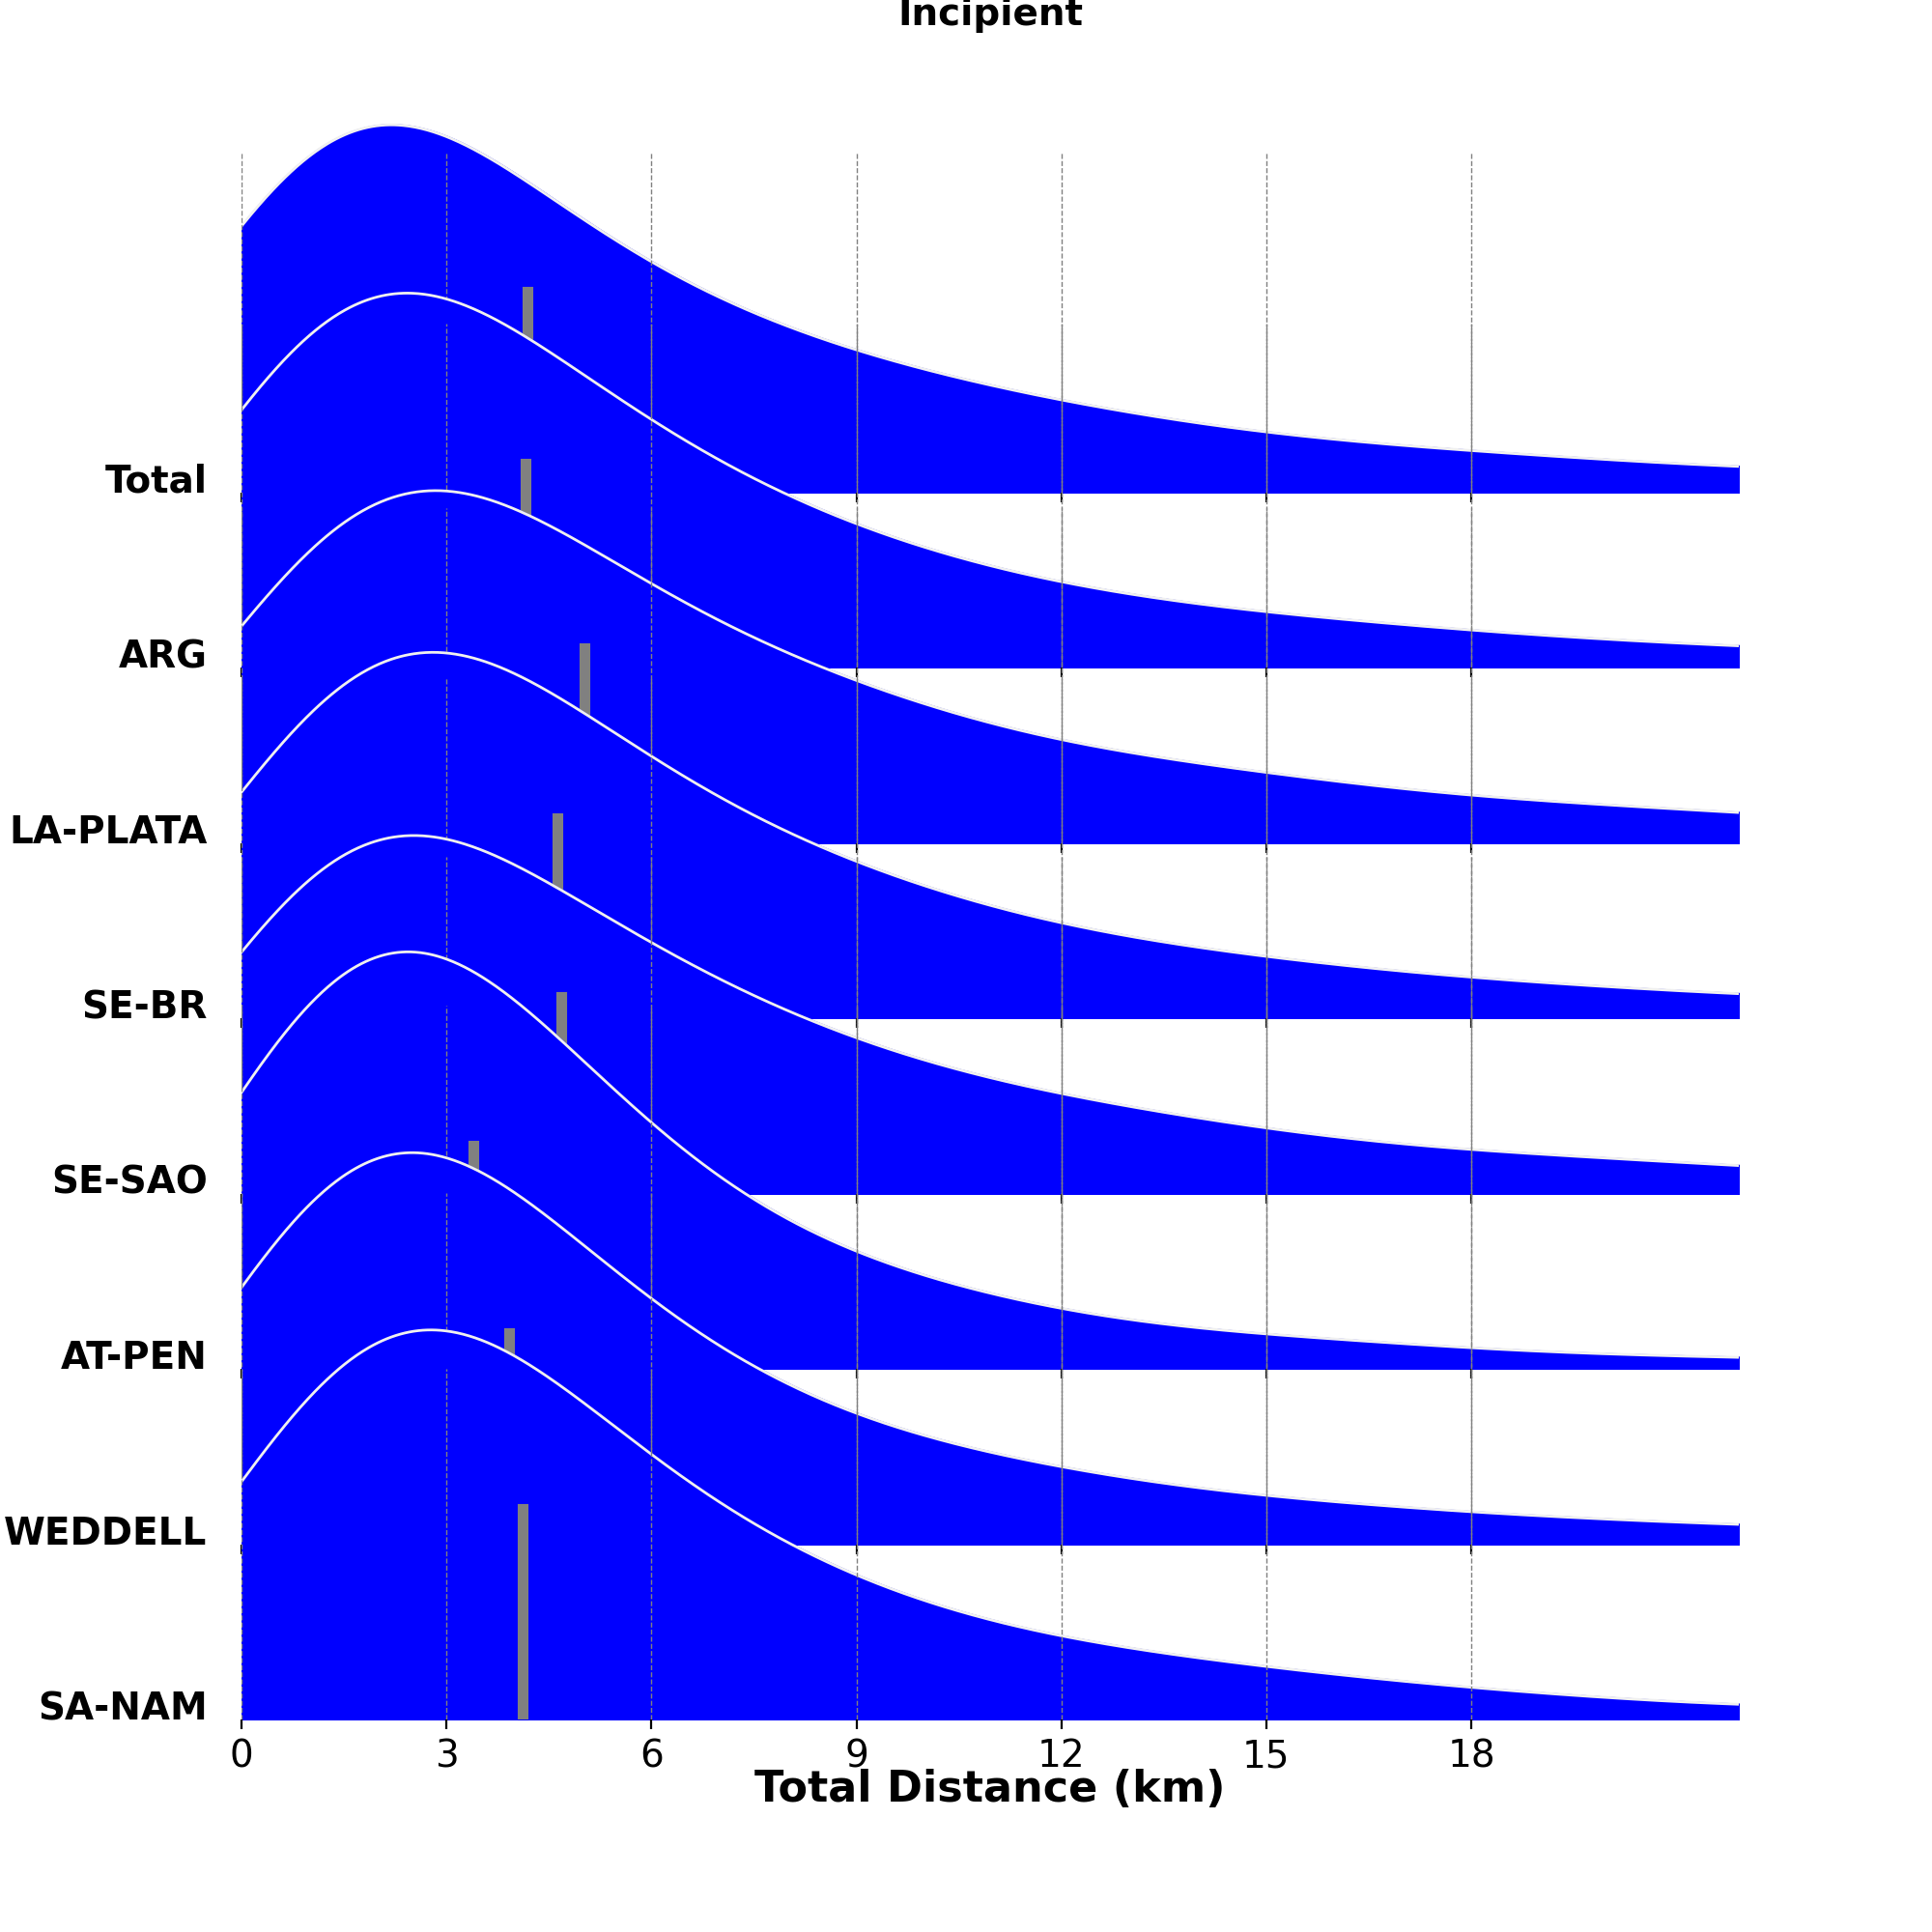 Incipient
Total
ARG
LA-PLATA
SE-BR
SE-SAO
AT-PEN
WEDDELL
SA-NAM
0 3 6 9 12 15 18
Total Distance (km)